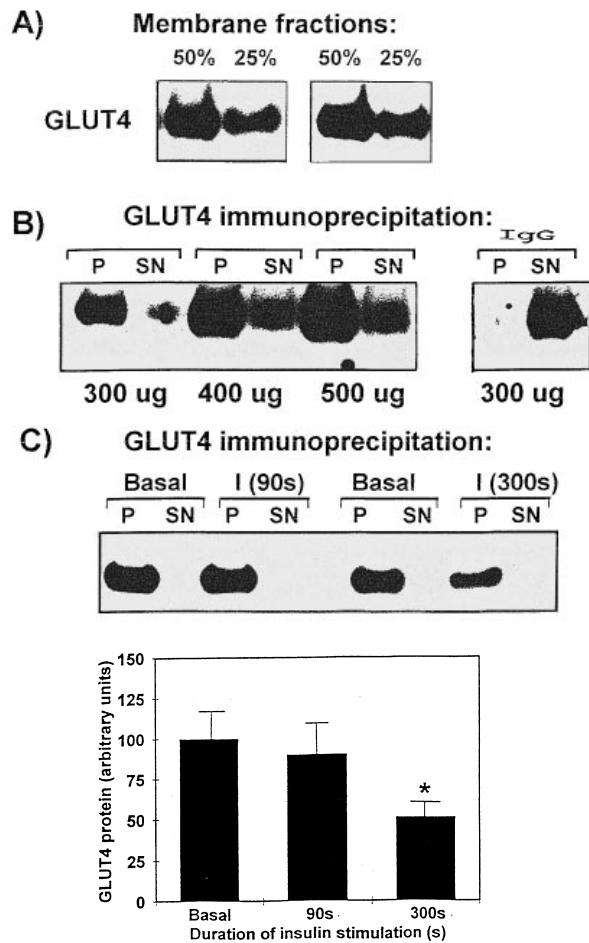 A)
Membrane fractions:
50% 25% 50% 25%
GLUT4
B)
GLUT4 immunoprecipitation:
IgG
P SN P SN P SN P SN
300 ug 400 ug 500 ug 300 ug
C)
GLUT4 immunoprecipitation:
Basal I (90s) Basal I (300s)
P SN P SN P SN P SN
GLUT4 protein (arbitrary units)
150
125
100
75
50
25
0
*
Basal 90s 300s
Duration of insulin stimulation (s)